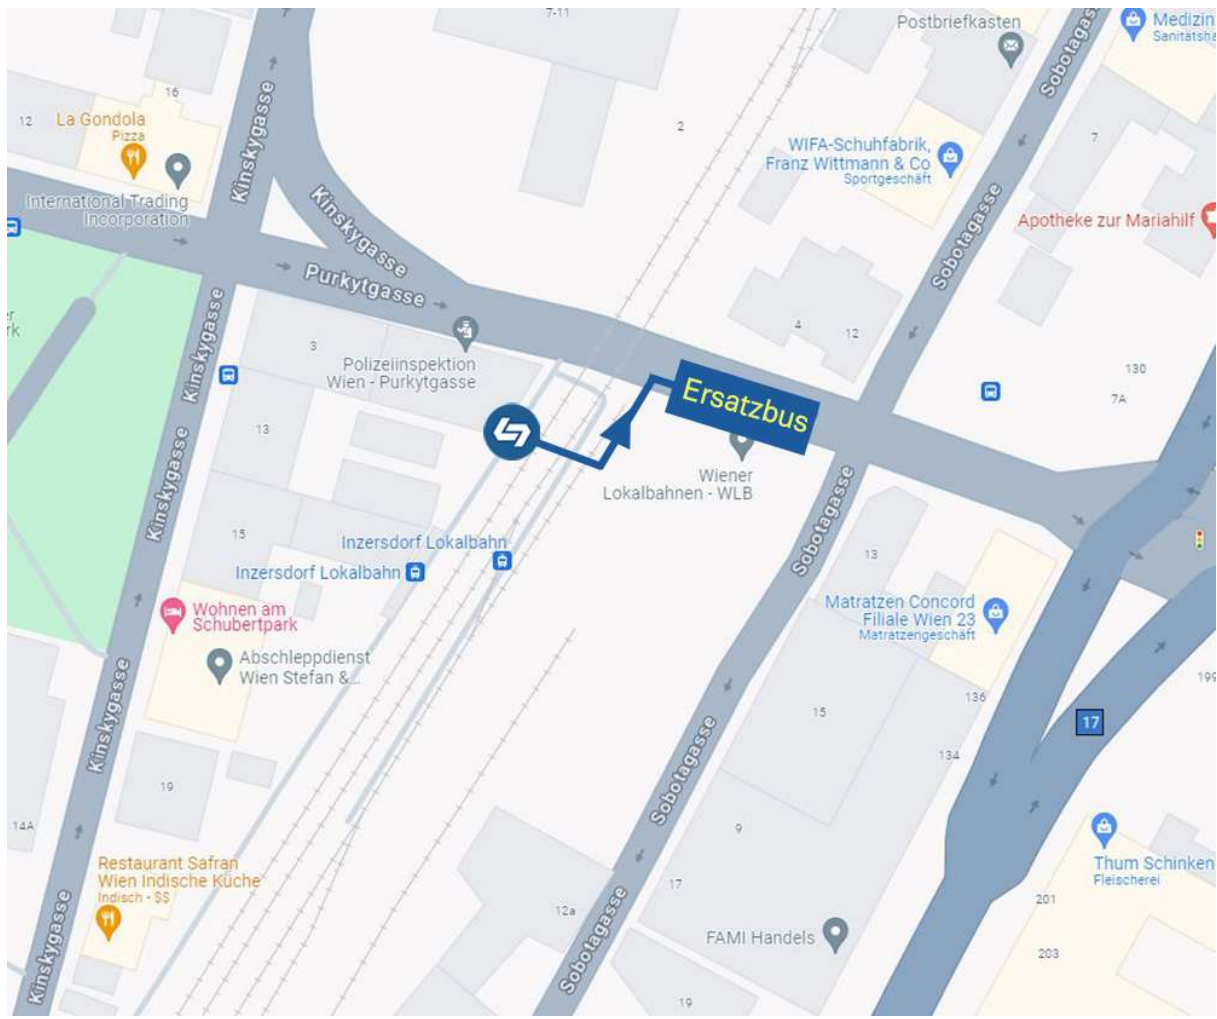 7-11
Postbriefkasten
Medizin
Sanitätsha
Sobotagasse
16
12
La Gondola
Pizza
Kinskygasse
2
7
WIFA-Schuhfabrik,
Franz Wittmann & Co
Sportgeschäft
International Trading
Incorporation
Kinskygasse
Sobotagasse
Apotheke zur Mariahilf
Purkytgasse
er
rk
Kinskygasse
3
Polizeiinspektion
Wien - Purkytgasse
4
12
130
7A
Ersatzbus
13
Wiener
Lokalbahnen - WLB
Kinskygasse
15
Inzersdorf Lokalbahn
Inzersdorf Lokalbahn
Sobotagasse
13
Wohnen am
Schubertpark
Matratzen Concord
Filiale Wien 23
Matratzengeschäft
Abschleppdienst
Wien Stefan &...
199
136
15
17
134
Kinskygasse
Sobotagasse
19
14A
9
Restaurant Safran
Wien Indische Küche
Indisch - $$
Thum Schinken
Fleischerei
17
201
12a
FAMI Handels
203
Kinskygasse
Sobotagasse
19